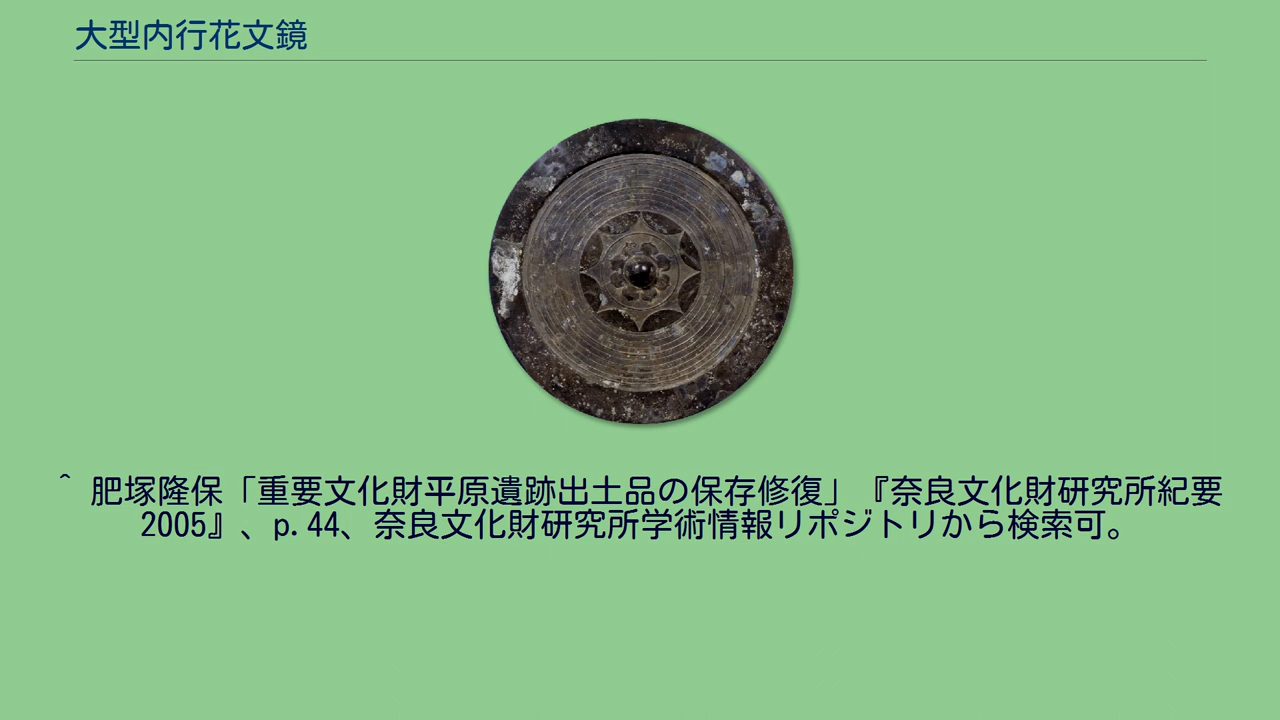 大型内行花文鏡
^ 肥塚隆保「重要文化財平原遺跡出土品の保存修復」『奈良文化財研究所紀要
2005』、p.44、奈良文化財研究所学術情報リポジトリから検索可。